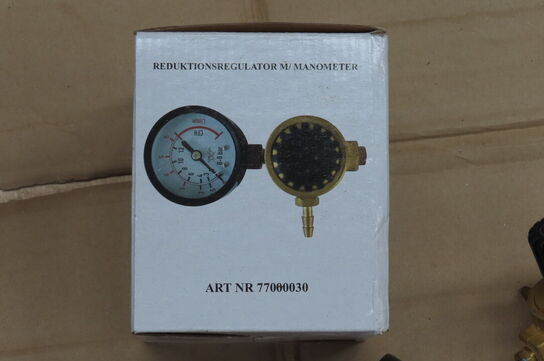 REDUKTIONSREGULATOR M/ MANOMETER
ART NR 77000030